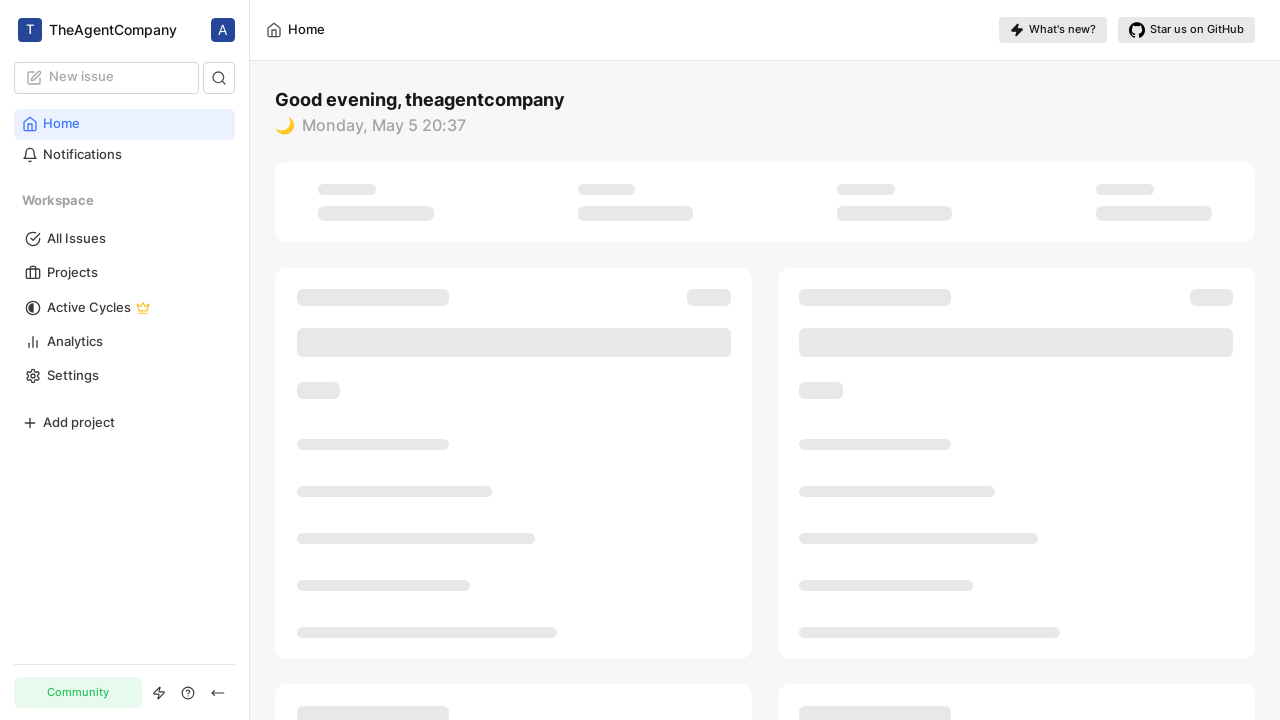 T TheAgentCompany A
New issue
Home
Notifications
Workspace
All Issues
Projects
Active Cycles
Analytics
Settings
Add project
Community
Home
What's new?
Star us on GitHub
Good evening, theagentcompany
🌙 Monday, May 5 20:37